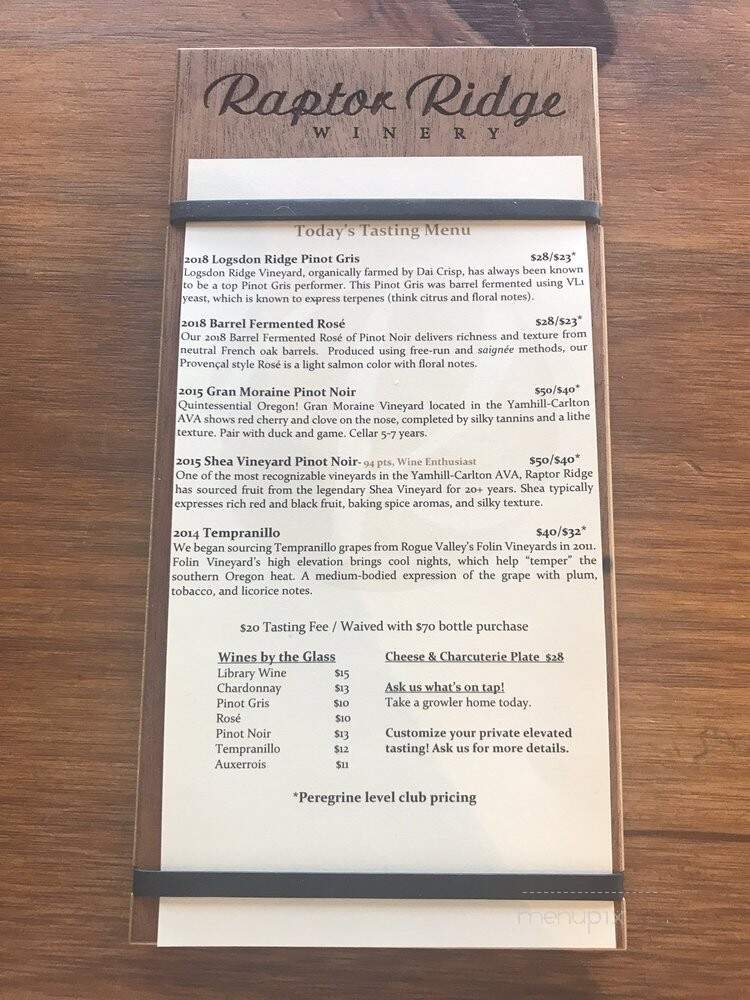 Raptor Ridge
WINERY
Today's Tasting Menu
2018 Logsdon Ridge Pinot Gris $28/$23*
Logsdon Ridge Vineyard, organically farmed by Dai Crisp, has always been known
to be a top Pinot Gris performer. This Pinot Gris was barrel fermented using VL1
yeast, which is known to express terpenes (think citrus and floral notes).
2018 Barrel Fermented Rosé $28/$23*
Our 2018 Barrel Fermented Rosé of Pinot Noir delivers richness and texture from
neutral French oak barrels. Produced using free-run and saignée methods, our
Provençal style Rosé is a light salmon color with floral notes.
2015 Gran Moraine Pinot Noir $50/$40*
Quintessential Oregon! Gran Moraine Vineyard located in the Yamhill-Carlton
AVA shows red cherry and clove on the nose, completed by silky tannins and a lithe
texture. Pair with duck and game. Cellar 5-7 years.
2015 Shea Vineyard Pinot Noir- 94 pts, Wine Enthusiast $50/$40*
One of the most recognizable vineyards in the Yamhill-Carlton AVA, Raptor Ridge
has sourced fruit from the legendary Shea Vineyard for 20+ years. Shea typically
expresses rich red and black fruit, baking spice aromas, and silky texture.
2014 Tempranillo $40/$32*
We began sourcing Tempranillo grapes from Rogue Valley's Folin Vineyards in 2011.
Folin Vineyard's high elevation brings cool nights, which help "temper" the
southern Oregon heat. A medium-bodied expression of the grape with plum,
tobacco, and licorice notes.
$20 Tasting Fee / Waived with $70 bottle purchase
Wines by the Glass
Library Wine $15
Chardonnay $13
Pinot Gris $10
Rosé $10
Pinot Noir $13
Tempranillo $12
Auxerrois $11
Cheese & Charcuterie Plate $28
Ask us what's on tap!
Take a growler home today.
Customize your private elevated
tasting! Ask us for more details.
*Peregrine level club pricing
menupix